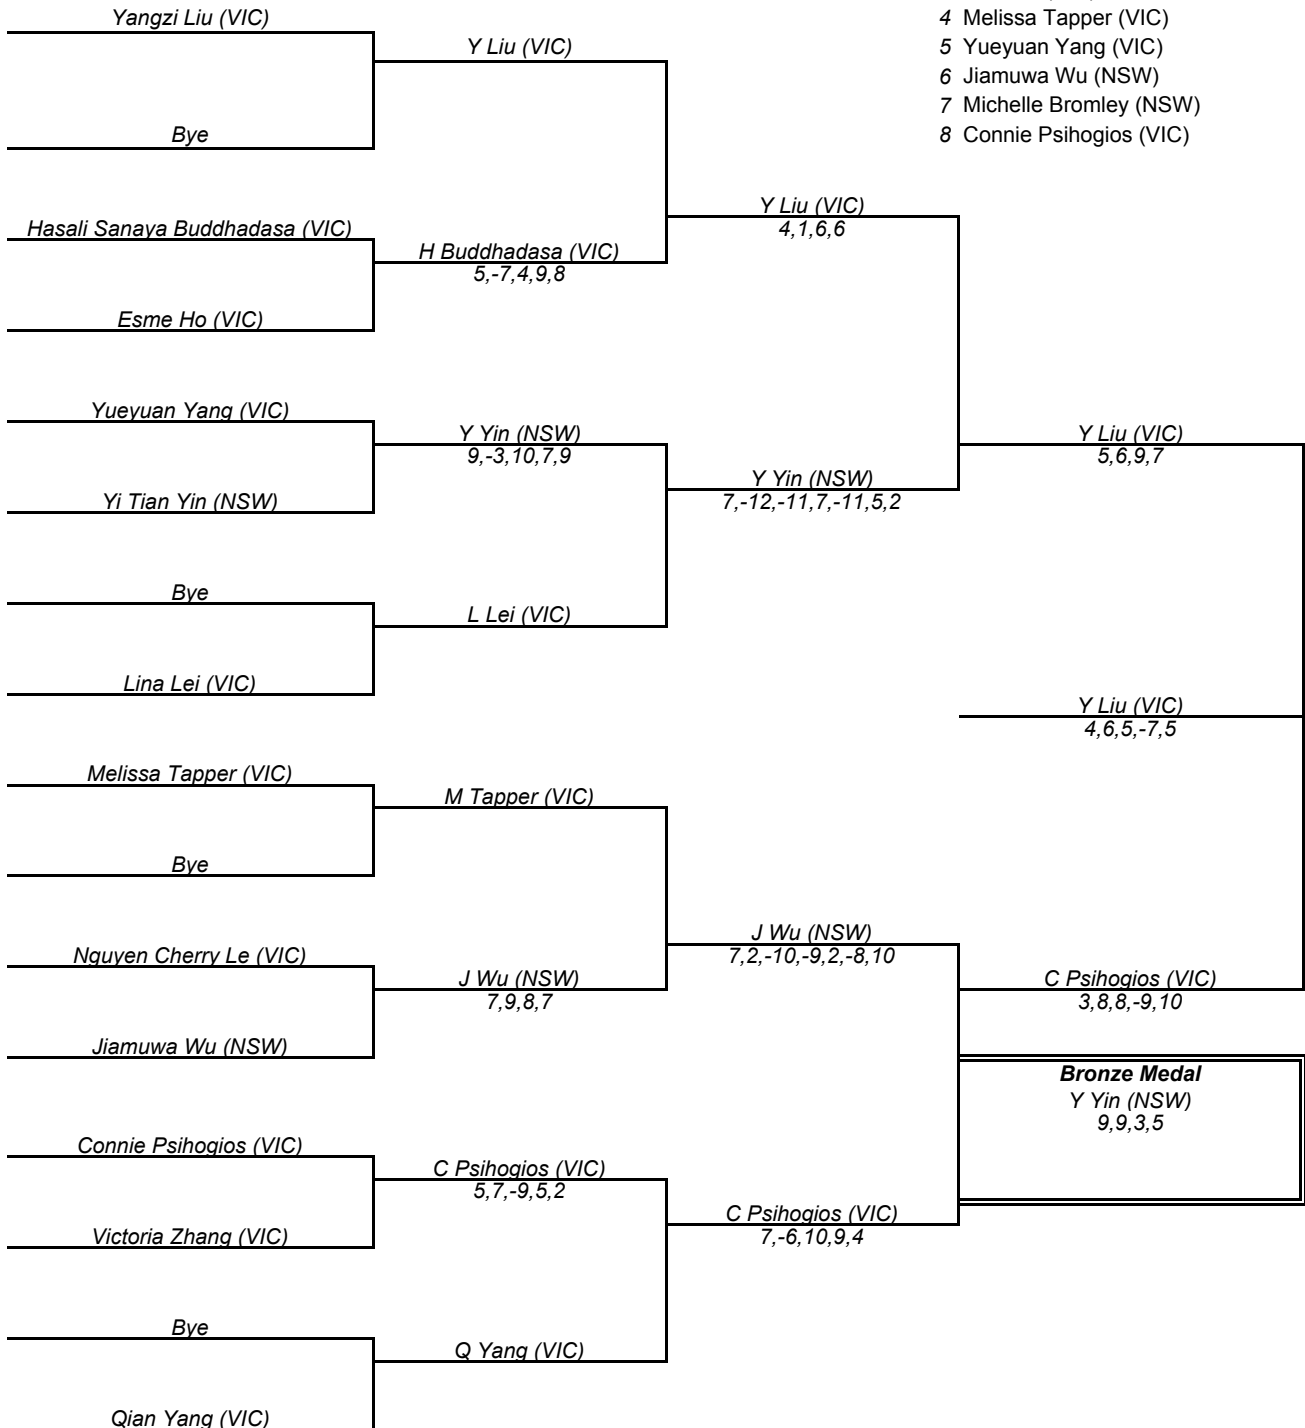 4 Melissa Tapper (VIC)
5 Yueyuan Yang (VIC)
6 Jiamuwa Wu (NSW)
7 Michelle Bromley (NSW)
8 Connie Psihogios (VIC)
Yangzi Liu (VIC)
Bye
Hasali Sanaya Buddhadasa (VIC)
Esme Ho (VIC)
Yueyuan Yang (VIC)
Yi Tian Yin (NSW)
Bye
Lina Lei (VIC)
Melissa Tapper (VIC)
Bye
Nguyen Cherry Le (VIC)
Jiamuwa Wu (NSW)
Connie Psihogios (VIC)
Victoria Zhang (VIC)
Bye
Qian Yang (VIC)
Y Liu (VIC)
H Buddhadasa (VIC)
5,-7,4,9,8
Y Yin (NSW)
9,-3,10,7,9
L Lei (VIC)
M Tapper (VIC)
J Wu (NSW)
7,9,8,7
C Psihogios (VIC)
5,7,-9,5,2
Q Yang (VIC)
Y Liu (VIC)
4,1,6,6
Y Yin (NSW)
7,-12,-11,7,-11,5,2
J Wu (NSW)
7,2,-10,-9,2,-8,10
C Psihogios (VIC)
7,-6,10,9,4
Y Liu (VIC)
5,6,9,7
Y Liu (VIC)
4,6,5,-7,5
C Psihogios (VIC)
3,8,8,-9,10
Bronze Medal
Y Yin (NSW)
9,9,3,5